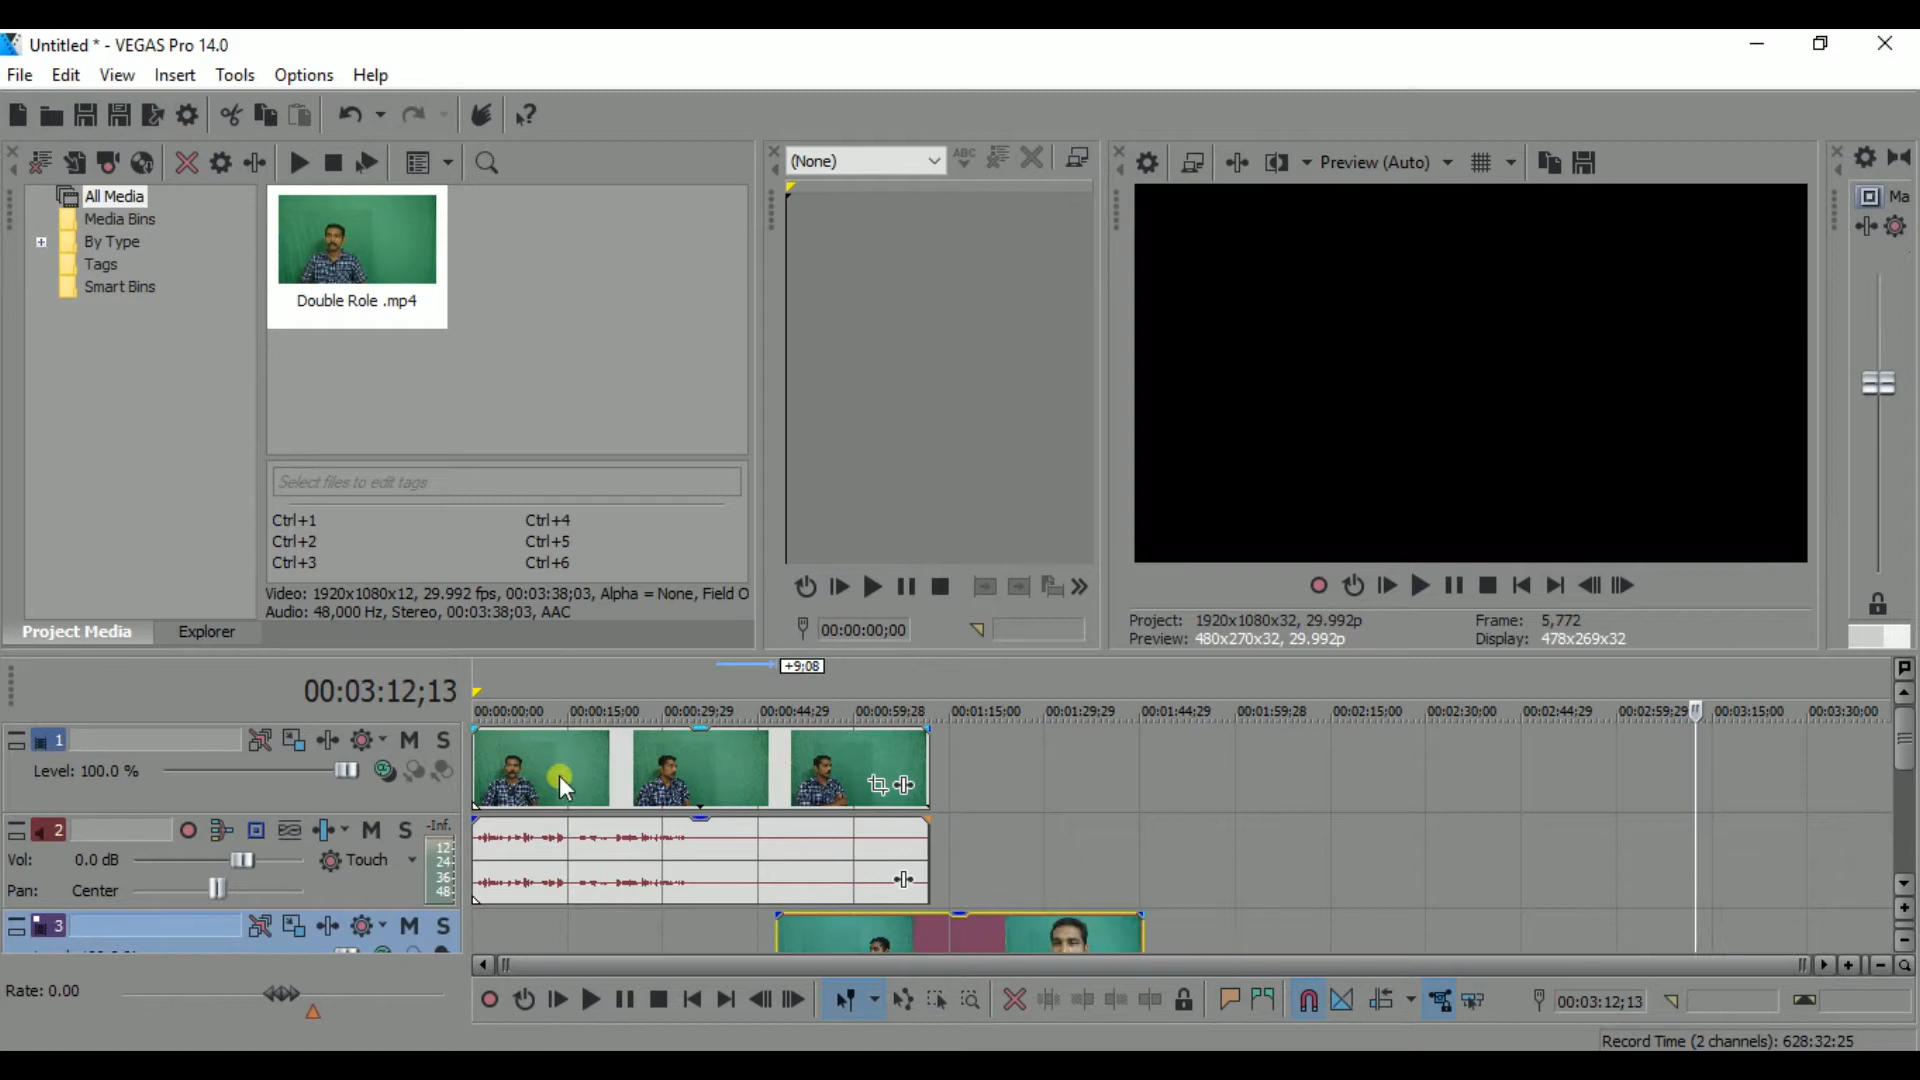 Untitled * - VEGAS Pro 14.0
File Edit View Insert Tools Options Help
(None)
ABC
Preview (Auto)
Ma
All Media
Media Bins
By Type
Tags
Smart Bins
Double Role .mp4
Select files to edit tags
Ctrl+1 Ctrl+4
Ctrl+2 Ctrl+5
Ctrl+3 Ctrl+6
Video: 1920x1080x12, 29.992 fps, 00:03:38;03, Alpha = None, Field O
Audio: 48,000 Hz, Stereo, 00:03:38;03, AAC
Project Media Explorer
00:00:00;00
Project: 1920x1080x32, 29.992p Frame: 5,772
Preview: 480x270x32, 29.992p Display: 478x269x32
+9;08
00:03:12;13
00:00:00;00 00:00:15;00 00:00:29;29 00:00:44;29 00:00:59;28 00:01:15;00 00:01:29;29 00:01:44;29 00:01:59;28 00:02:15;00 00:02:30;00 00:02:44;29 00:02:59;29 00:03:15;00 00:03:30;00
1 M S
Level: 100.0 %
2 M S -Inf.
Vol: 0.0 dB Touch
Pan: Center
12
24
36
48
3 M S
Rate: 0.00
00:03:12;13
Record Time (2 channels): 628:32:25